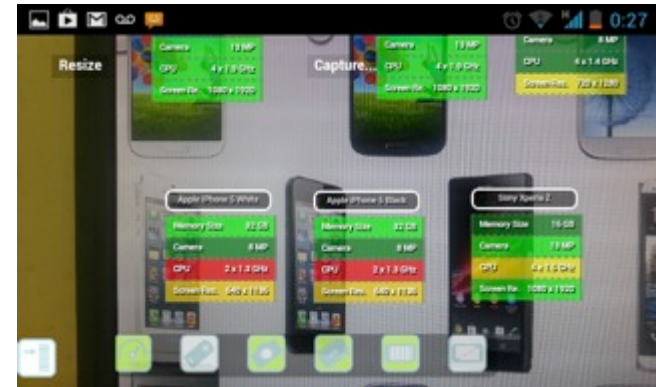 0:27
Resize
Capture...
Camera 13 MP
CPU 4 x 1.9 GHz
Screen Re. 1080 x 1920
Camera 13 MP
CPU 4 x 1.9 GHz
Screen Re. 1080 x 1920
Camera 8 MP
CPU 4 x 1.4 GHz
Screen Res. 720 x 1280
Apple iPhone 5 White
Memory Size 32 GB
Camera 8 MP
CPU 2 x 1.3 GHz
Screen Res. 640 x 1136
Apple iPhone 5 Black
Memory Size 32 GB
Camera 8 MP
CPU 2 x 1.3 GHz
Screen Res. 640 x 1136
Sony Xperia Z
Memory Size 16 GB
Camera 13 MP
CPU 4 x 1.5 GHz
Screen Re. 1080 x 1920